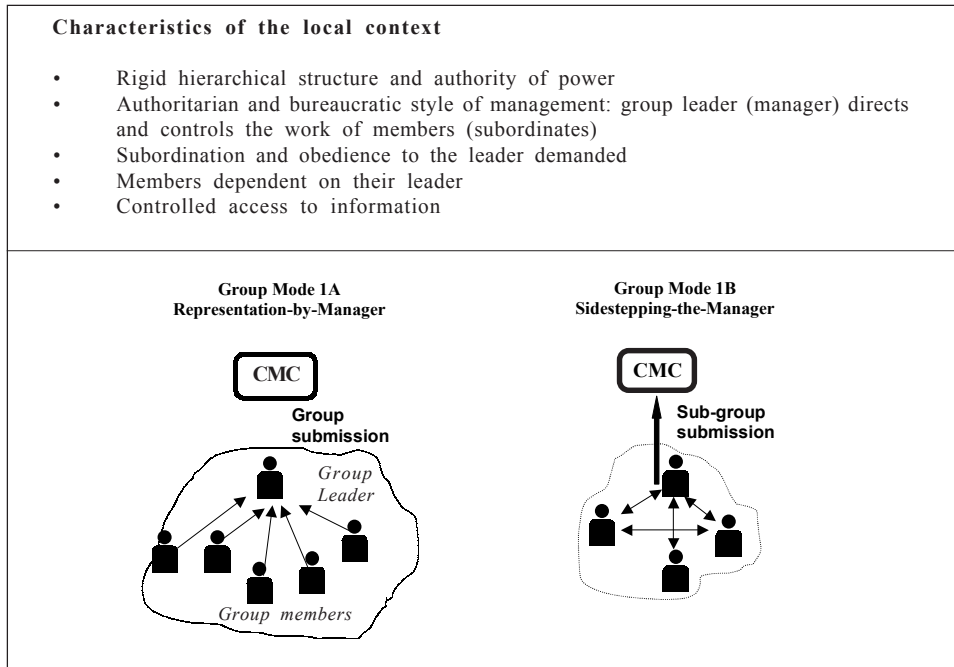 Characteristics of the local context
• Rigid hierarchical structure and authority of power
• Authoritarian and bureaucratic style of management: group leader (manager) directs
and controls the work of members (subordinates)
• Subordination and obedience to the leader demanded
• Members dependent on their leader
• Controlled access to information
Group Mode 1A
Representation-by-Manager
CMC
Group
submission
Group
Leader
Group members
Group Mode 1B
Sidestepping-the-Manager
CMC
Sub-group
submission